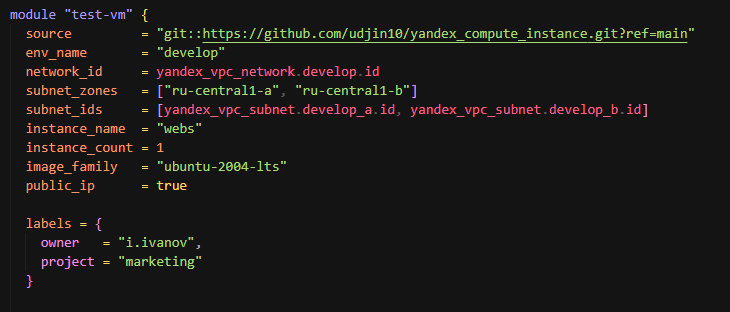 module "test-vm" {
  source          = "git::https://github.com/udjin10/yandex_compute_instance.git?ref=main"
  env_name        = "develop"
  network_id      = yandex_vpc_network.develop.id
  subnet_zones    = ["ru-central1-a", "ru-central1-b"]
  subnet_ids      = [yandex_vpc_subnet.develop_a.id, yandex_vpc_subnet.develop_b.id]
  instance_name   = "webs"
  instance_count  = 1
  image_family    = "ubuntu-2004-lts"
  public_ip       = true

  labels = {
    owner   = "i.ivanov",
    project = "marketing"
  }